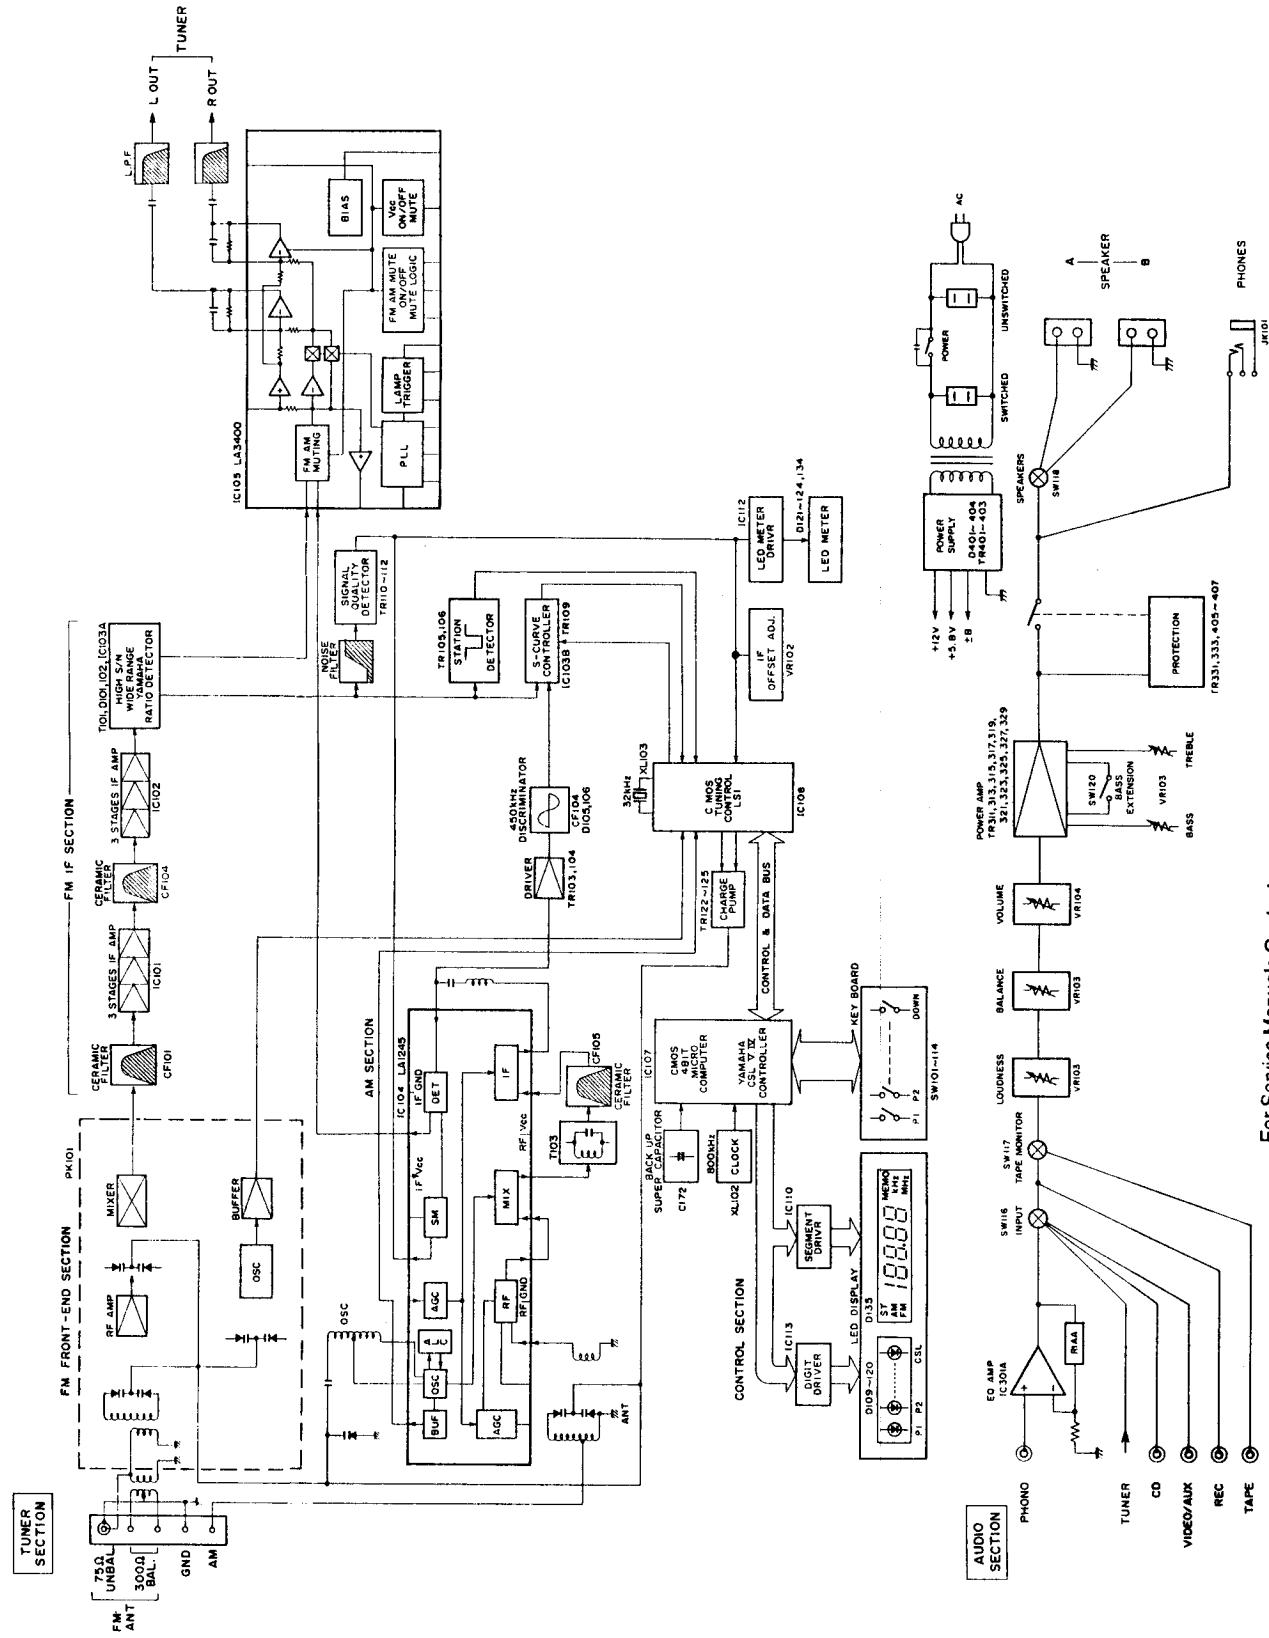 TUNER
SECTION
FM-
ANT
75Ω
UNBAL.
300Ω
BAL.
GND
AM
FM FRONT-END SECTION
PK101
RF AMP
MIXER
OSC
BUFFER
FM IF SECTION
CERAMIC
FILTER
CF101
3 STAGES IF AMP
IC101
CERAMIC
FILTER
CF104
3 STAGES IF AMP
IC102
T101, D101, 102, IC103A
HIGH S/N
WIDE RANGE
YAMAHA
RATIO DETECTOR
NOISE
FILTER
SIGNAL
QUALITY
DETECTOR
TR110~112
TR105,106
STATION
DETECTOR
S-CURVE
CONTROLLER
IC103B TR109
IC105 LA3400
FM AM
MUTING
PLL
LAMP
TRIGGER
FM AM MUTE
ON/OFF
MUTE LOGIC
Vcc
ON/OFF
MUTE
BIAS
L.P.F
L OUT
R OUT
TUNER
AM SECTION
IC104 LA1245
OSC
BUF
OSC
ALC
AGC
AGC
SM
IF Vcc
IF GND
DET
RF
RF GND
MIX
RF Vcc
IF
ANT
T103
CF105
CERAMIC
FILTER
DRIVER
TR103,104
450kHz
DISCRIMINATOR
CF104
D105,106
32kHz
XL103
C MOS
TUNING
CONTROL
LSI
IC108
TR122~125
CHARGE
PUMP
IF
OFFSET ADJ.
VR102
IC112
LED METER
DRIVR
D121~124,134
LED METER
CONTROL & DATA BUS
CONTROL SECTION
IC107
CMOS
4BIT
MICRO
COMPUTER
YAMAHA
CSL V IV
CONTROLLER
BACK UP
SUPER CAPACITOR
C172
800kHz
XL102
CLOCK
KEY BOARD
P1
P2
DOWN
SW101~114
IC113
DIGIT
DRIVER
IC110
SEGMENT
DRIVR
LED DISPLAY
D109~120
P1
P2
CSL
D135
ST
AM
FM
188.88
MEMO
kHz
MHz
AUDIO
SECTION
PHONO
TUNER
CD
VIDEO/AUX
REC
TAPE
EQ AMP
IC301A
RIAA
SW116
INPUT
SW117
TAPE MONITOR
LOUDNESS
VR103
BALANCE
VR103
VOLUME
VR104
POWER AMP
TR311, 313, 315, 317, 319,
321, 323, 325, 327, 329
BASS
SW120
BASS
EXTENSION
VR103
TREBLE
PROTECTION
TR331, 333, 405~407
SPEAKERS
SW118
A
SPEAKER
B
PHONES
JK101
+12V
+5.8V
±B
POWER
SUPPLY
D401~404
TR401~403
SWITCHED
POWER
UNSWITCHED
AC